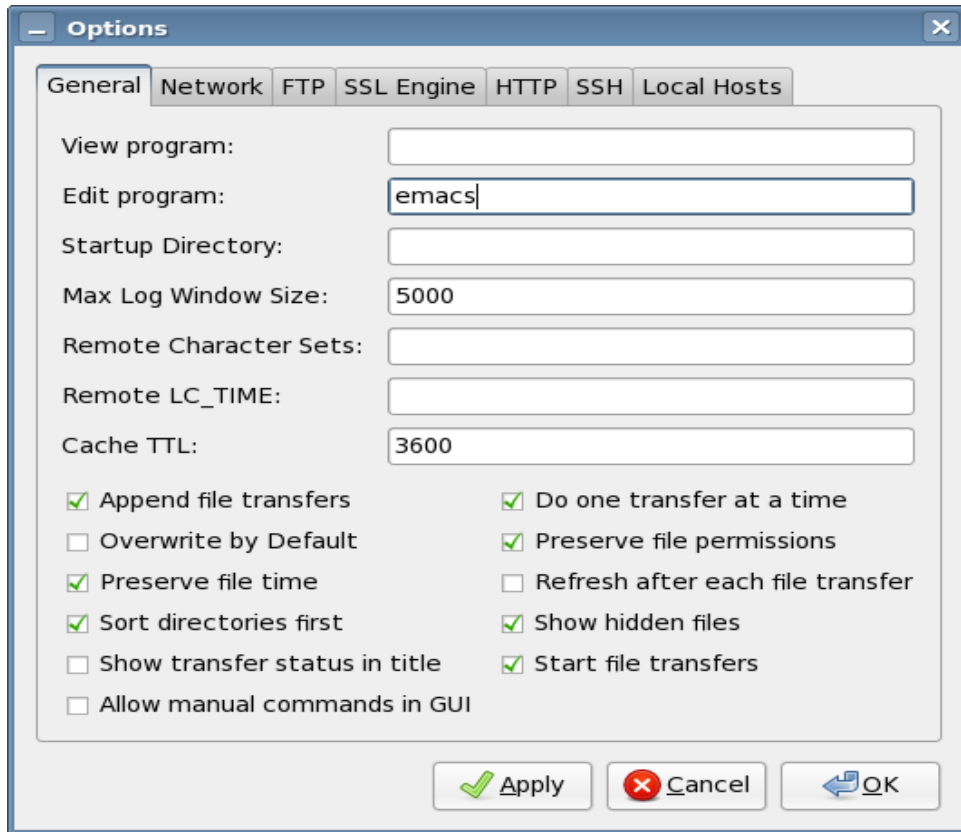 Options
General Network FTP SSL Engine HTTP SSH Local Hosts
View program:
Edit program: emacs
Startup Directory:
Max Log Window Size: 5000
Remote Character Sets:
Remote LC_TIME:
Cache TTL: 3600
Append file transfers Do one transfer at a time
Overwrite by Default Preserve file permissions
Preserve file time Refresh after each file transfer
Sort directories first Show hidden files
Show transfer status in title Start file transfers
Allow manual commands in GUI
Apply Cancel OK